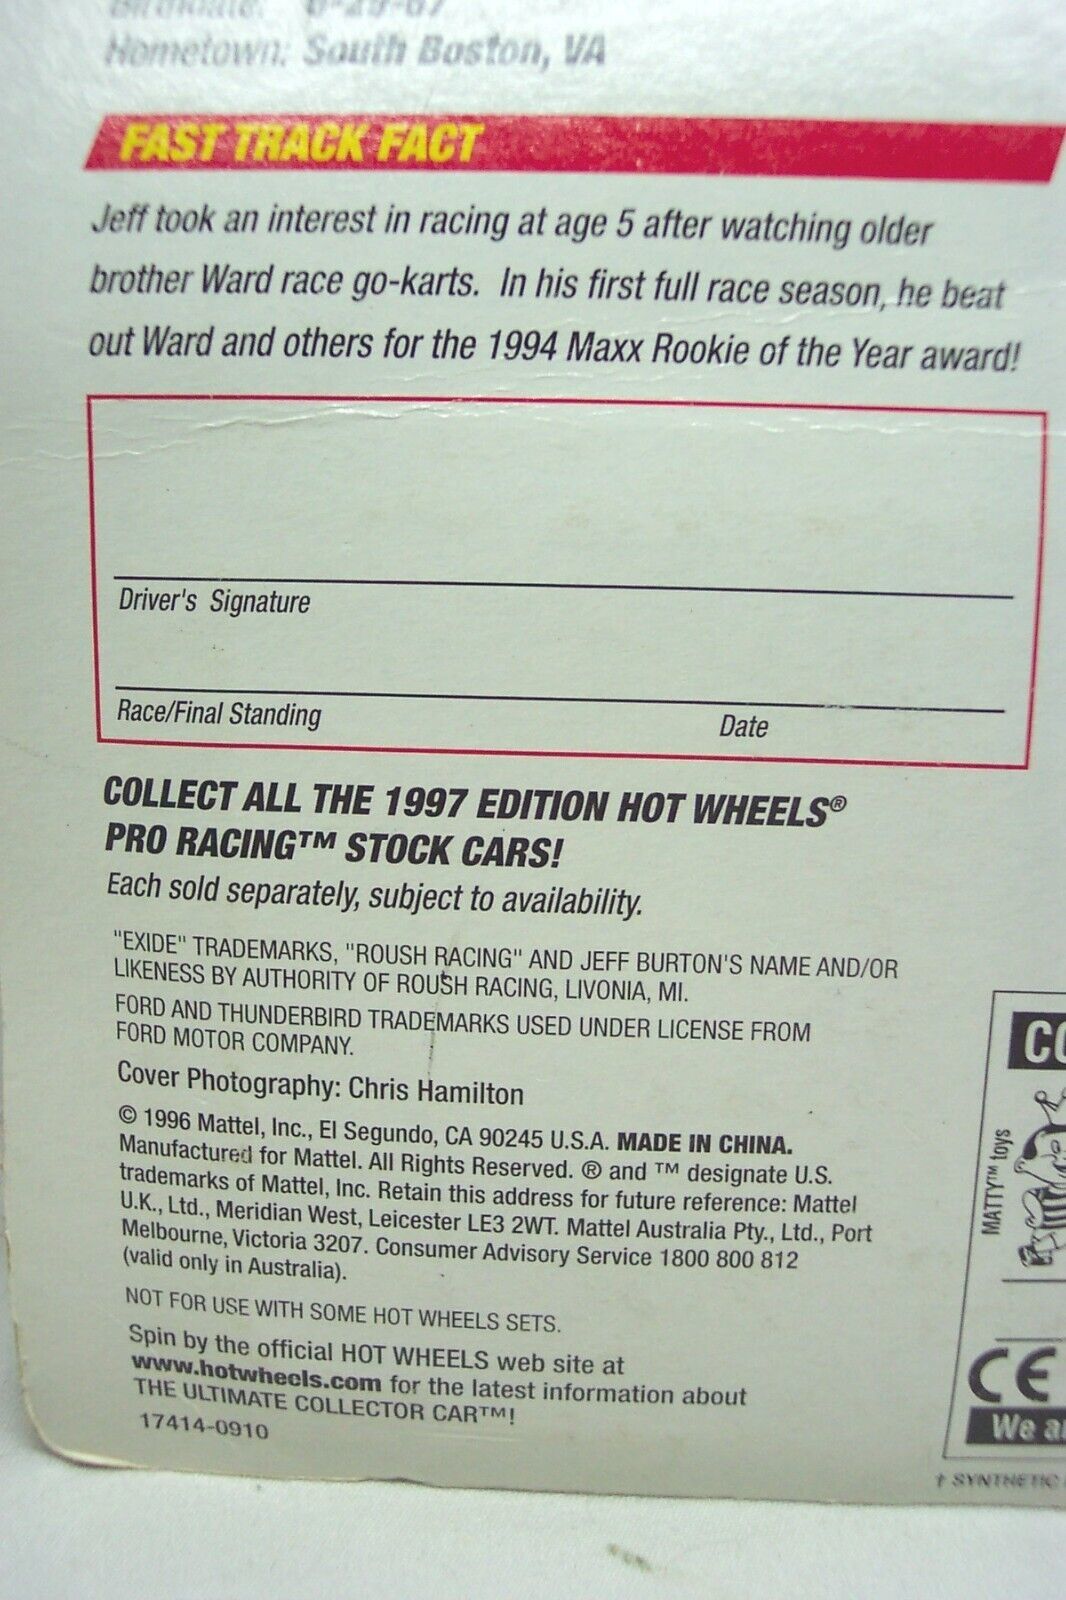 Birthdate: 6-29-67
Hometown: South Boston, VA
FAST TRACK FACT
Jeff took an interest in racing at age 5 after watching older
brother Ward race go-karts. In his first full race season, he beat
out Ward and others for the 1994 Maxx Rookie of the Year award!
Driver's Signature
Race/Final Standing Date
COLLECT ALL THE 1997 EDITION HOT WHEELS®
PRO RACING™ STOCK CARS!
Each sold separately, subject to availability.
"EXIDE" TRADEMARKS, "ROUSH RACING" AND JEFF BURTON'S NAME AND/OR
LIKENESS BY AUTHORITY OF ROUSH RACING, LIVONIA, MI.
FORD AND THUNDERBIRD TRADEMARKS USED UNDER LICENSE FROM
FORD MOTOR COMPANY.
Cover Photography: Chris Hamilton
© 1996 Mattel, Inc., El Segundo, CA 90245 U.S.A. MADE IN CHINA.
Manufactured for Mattel. All Rights Reserved. ® and ™ designate U.S.
trademarks of Mattel, Inc. Retain this address for future reference: Mattel
U.K., Ltd., Meridian West, Leicester LE3 2WT. Mattel Australia Pty., Ltd., Port
Melbourne, Victoria 3207. Consumer Advisory Service 1800 800 812
(valid only in Australia).
NOT FOR USE WITH SOME HOT WHEELS SETS.
Spin by the official HOT WHEELS web site at
www.hotwheels.com for the latest information about
THE ULTIMATE COLLECTOR CAR™!
17414-0910
CO
MATTY™ toys
CE
We ar
† SYNTHETIC